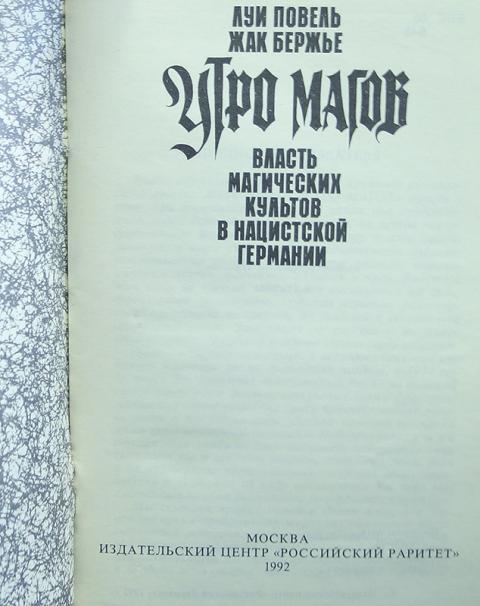 ЛУИ ПОВЕЛЬ
ЖАК БЕРЖЬЕ
УТРО МАГОВ
ВЛАСТЬ
МАГИЧЕСКИХ
КУЛЬТОВ
В НАЦИСТСКОЙ
ГЕРМАНИИ
МОСКВА
ИЗДАТЕЛЬСКИЙ ЦЕНТР «РОССИЙСКИЙ РАРИТЕТ»
1992